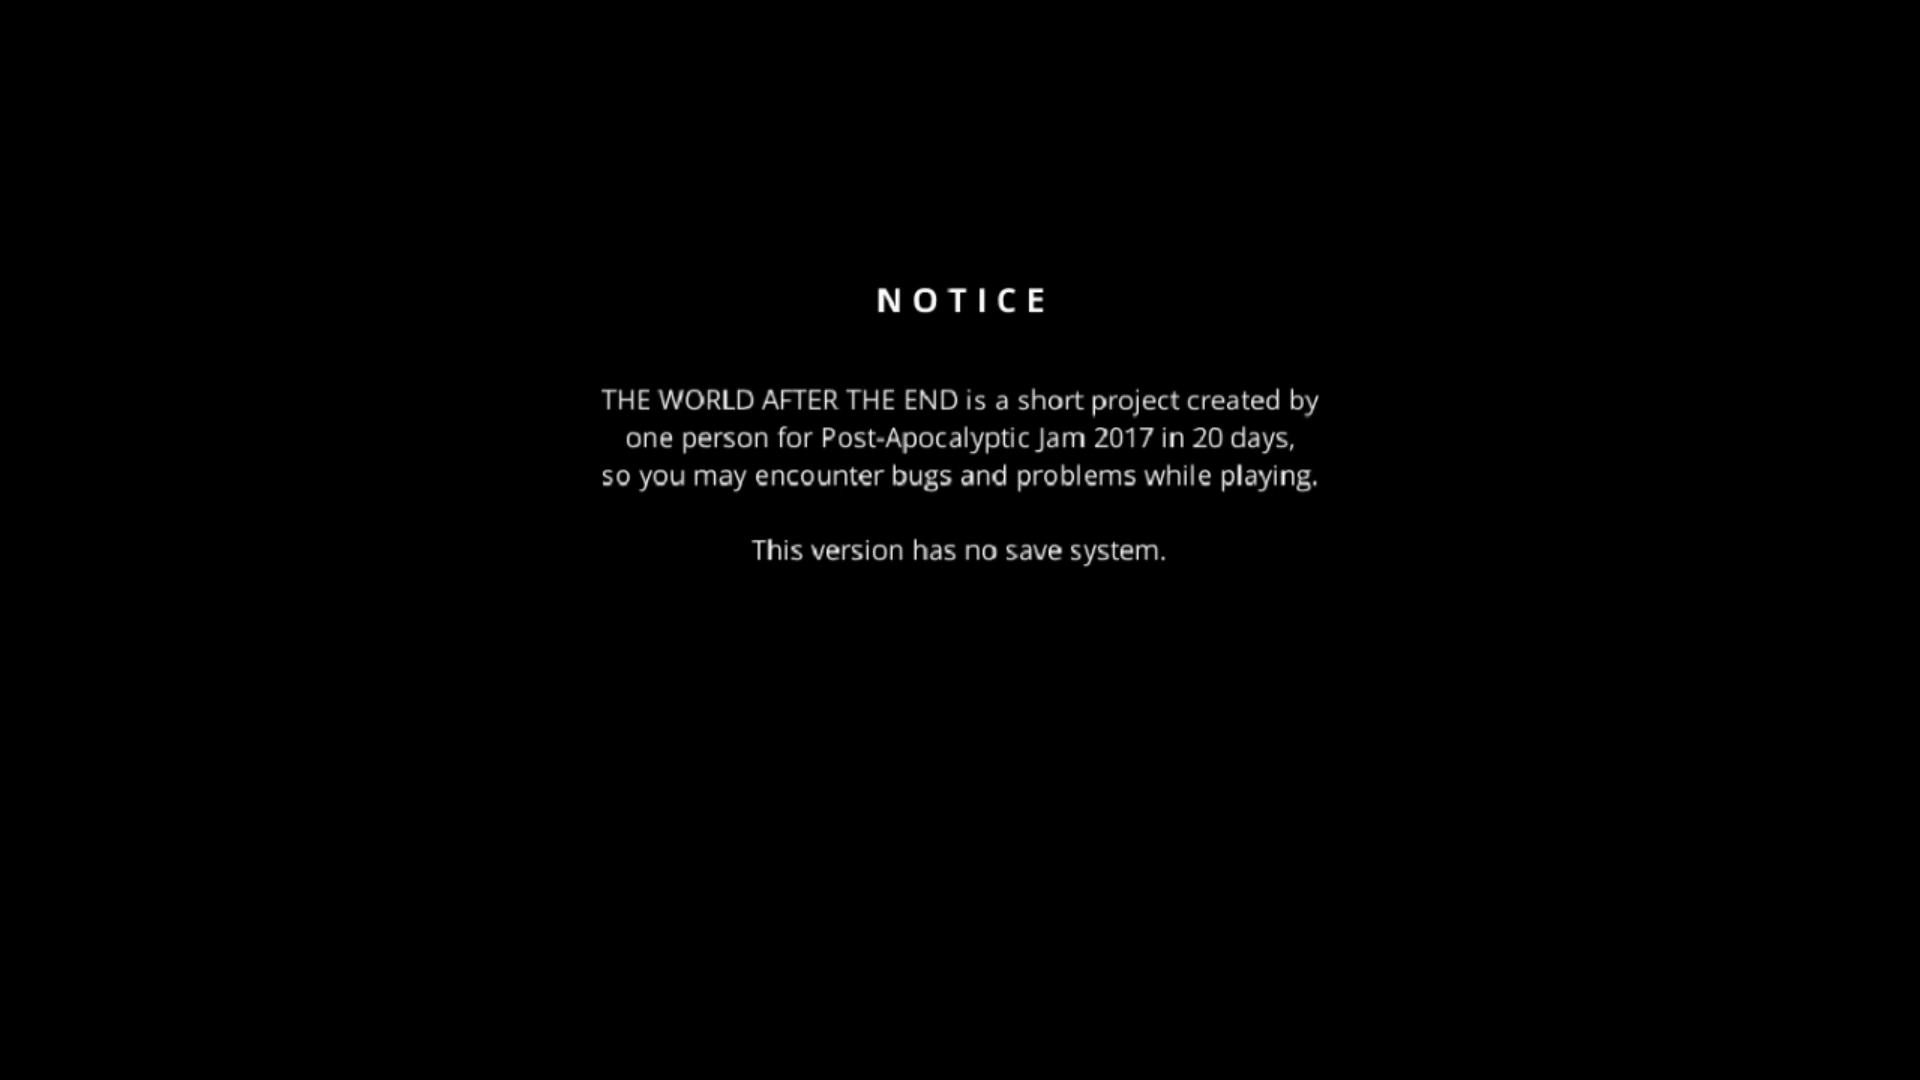 NOTICE
THE WORLD AFTER THE END is a short project created by
one person for Post-Apocalyptic Jam 2017 in 20 days,
so you may encounter bugs and problems while playing.
This version has no save system.